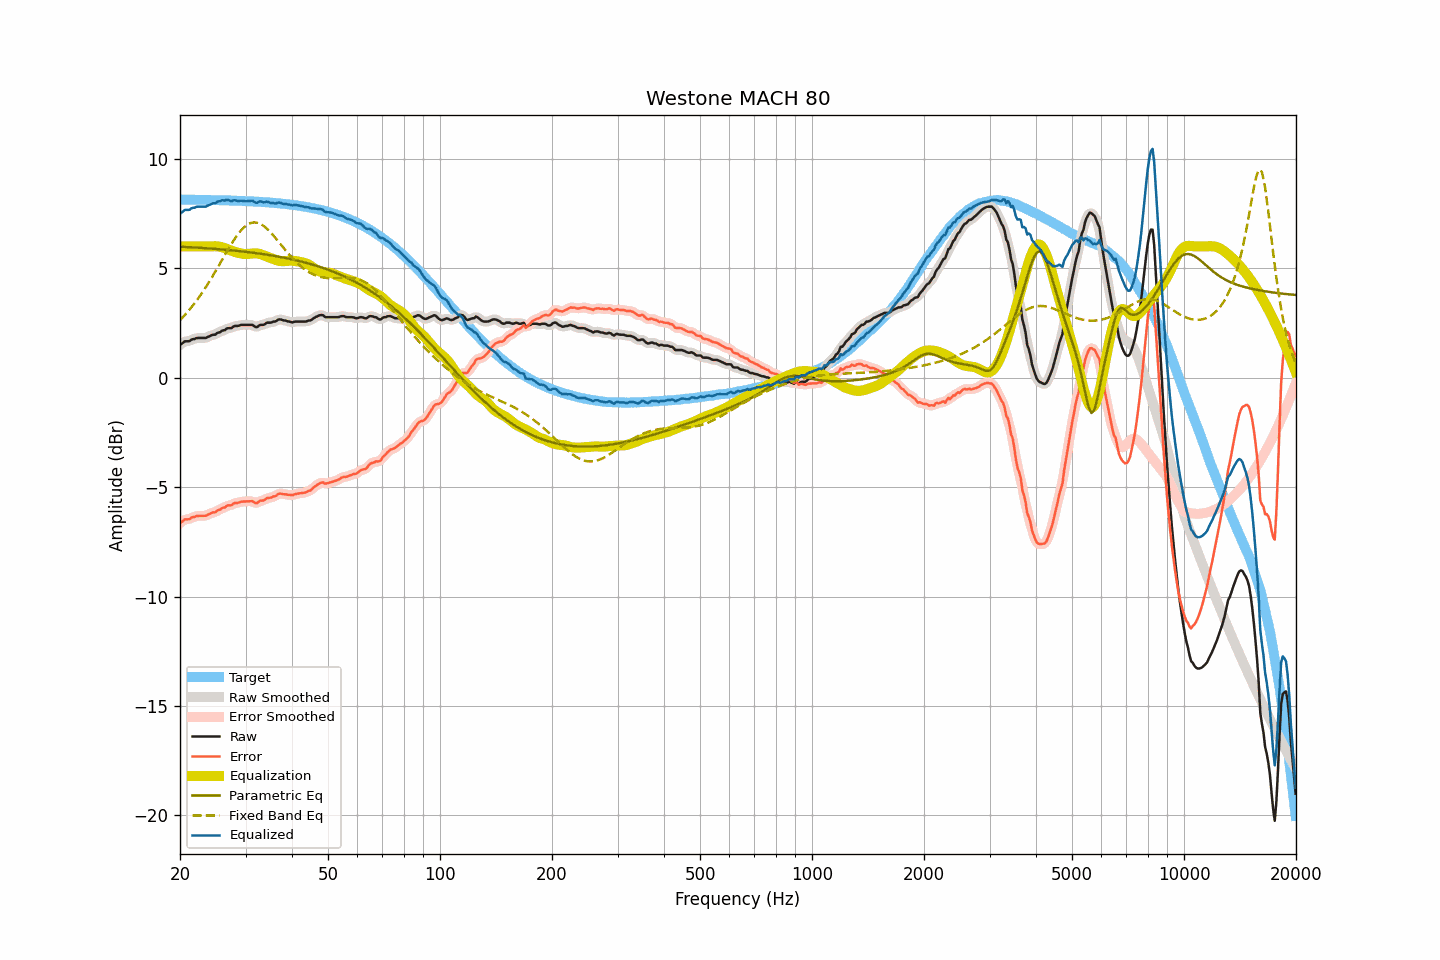 Westone MACH 80
10
5
0
−5
−10
−15
−20
Amplitude (dBr)
Target
Raw Smoothed
Error Smoothed
Raw
Error
Equalization
Parametric Eq
Fixed Band Eq
Equalized
20 50 100 200 500 1000 2000 5000 10000 20000
Frequency (Hz)